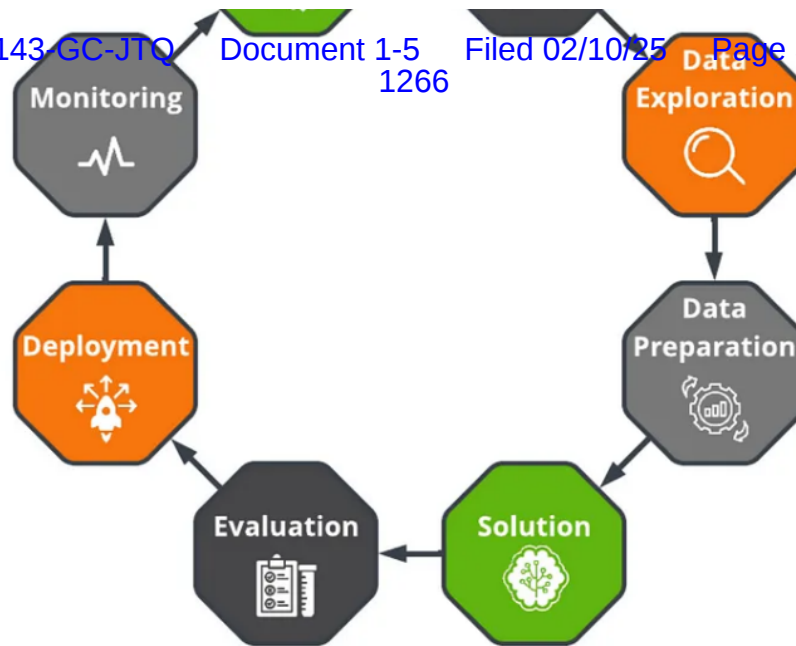 143-GC-JTQ Document 1-5 Filed 02/10/25 Page
1266
Monitoring
Data
Exploration
Deployment
Data
Preparation
Evaluation
Solution